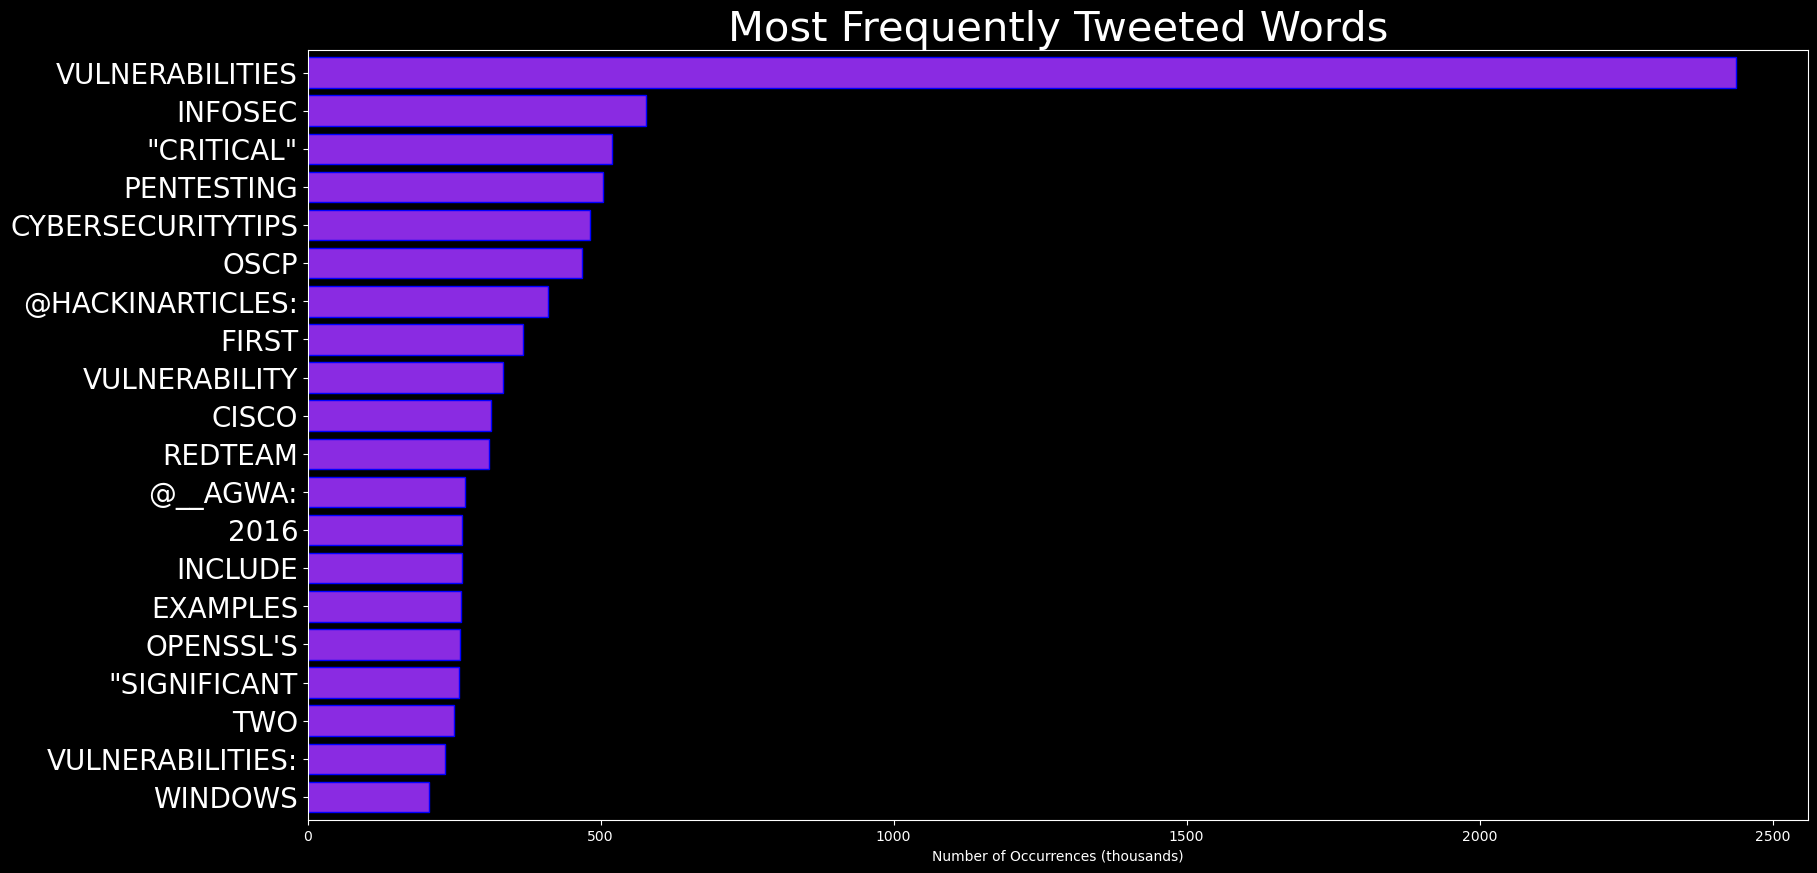 Most Frequently Tweeted Words
VULNERABILITIES
INFOSEC
"CRITICAL"
PENTESTING
CYBERSECURITYTIPS
OSCP
@HACKINARTICLES:
FIRST
VULNERABILITY
CISCO
REDTEAM
@__AGWA:
2016
INCLUDE
EXAMPLES
OPENSSL'S
"SIGNIFICANT
TWO
VULNERABILITIES:
WINDOWS
0 500 1000 1500 2000 2500
Number of Occurrences (thousands)